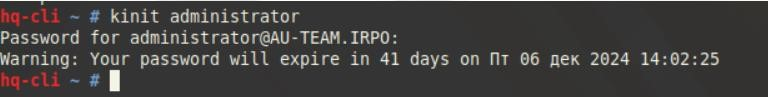 hq-cli ~ # kinit administrator
Password for administrator@AU-TEAM.IRPO:
Warning: Your password will expire in 41 days on Пт 06 дек 2024 14:02:25
hq-cli ~ #